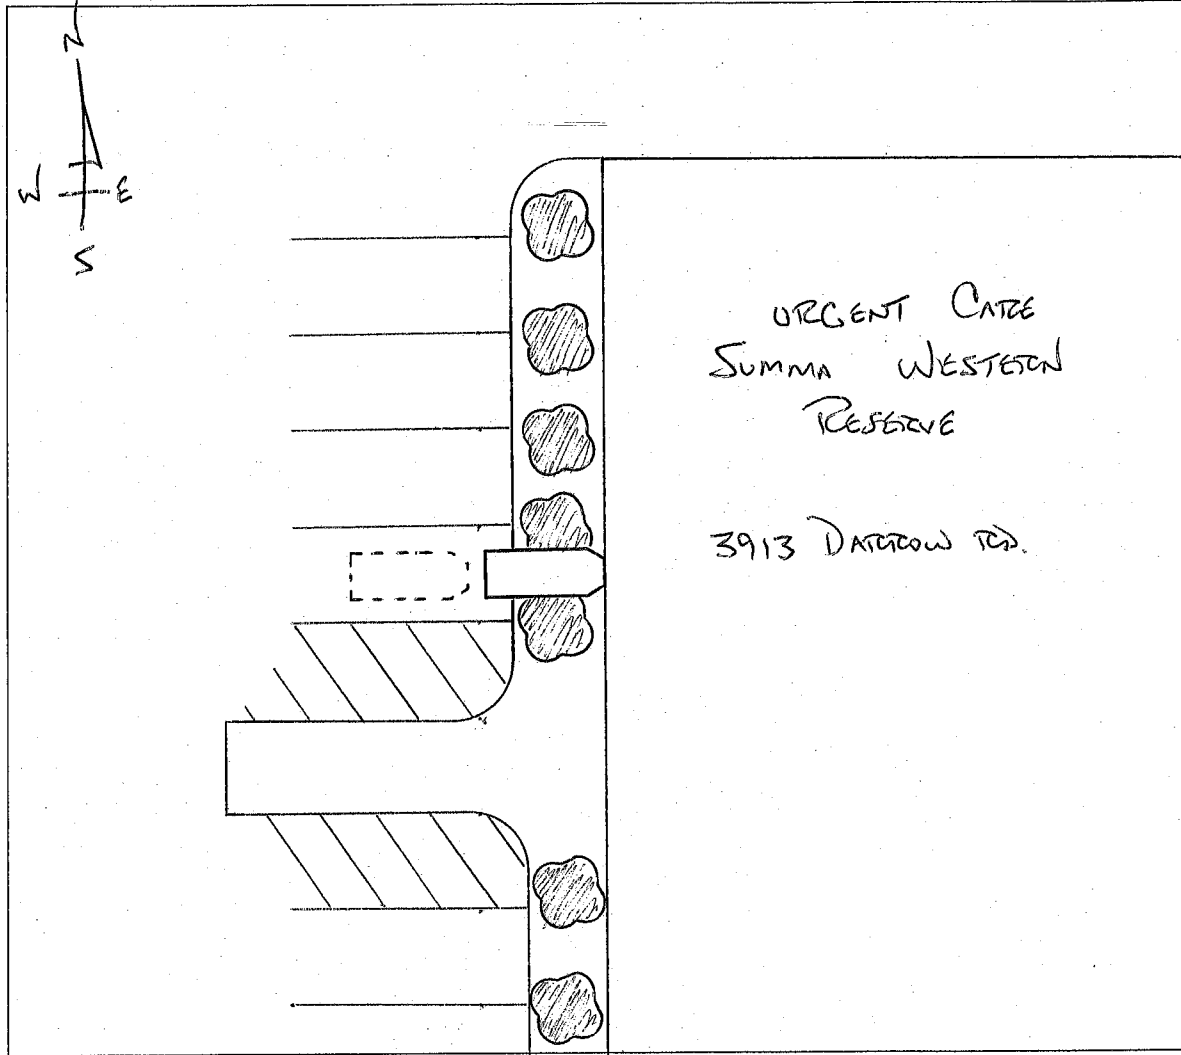 N
W E
S
URGENT CARE
SUMMA WESTERN
RESERVE
3913 DARROW RD.